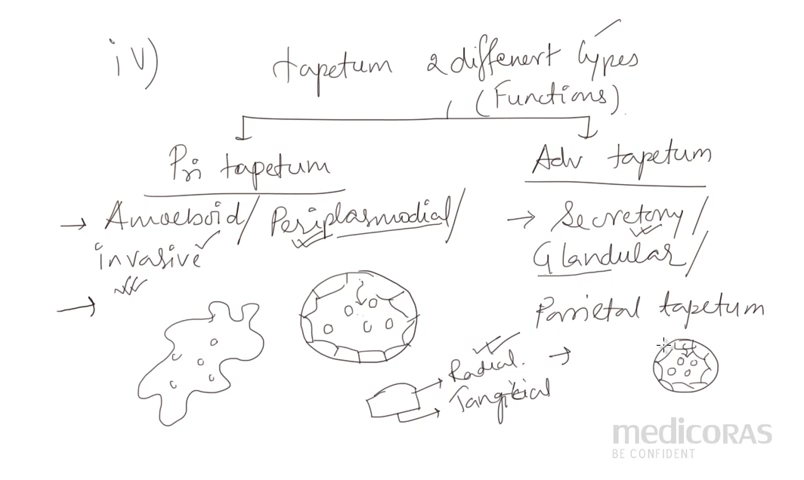 iv) tapetum 2 different types
(Functions)
Pri tapetum
→ Amoeboid/ Periplasmodial/
invasive
→
Adv tapetum
→ Secretory/
Glandular/
Parietal tapetum
→
Radial.
Tangitial
medicoRAS
BE CONFIDENT